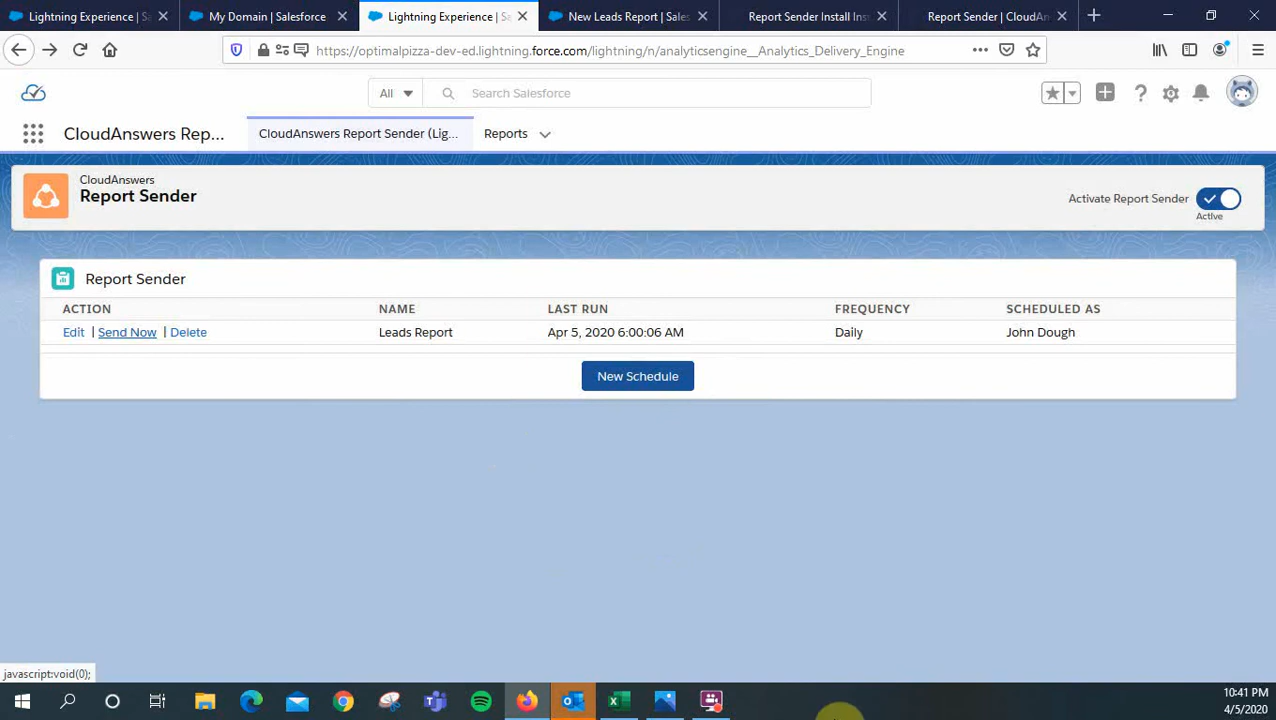 Lightning Experience | Sa
My Domain | Salesforce
Lightning Experience | Sa
New Leads Report | Sales
Report Sender Install Ins
Report Sender | CloudAn
https://optimalpizza-dev-ed.lightning.force.com/lightning/n/analyticsengine__Analytics_Delivery_Engine
All
Search Salesforce
CloudAnswers Rep...
CloudAnswers Report Sender (Lig...
Reports
CloudAnswers
Report Sender
Activate Report Sender
Active
Report Sender
ACTION NAME LAST RUN FREQUENCY SCHEDULED AS
Edit | Send Now | Delete Leads Report Apr 5, 2020 6:00:06 AM Daily John Dough
New Schedule
javascript:void(0);
10:41 PM
4/5/2020